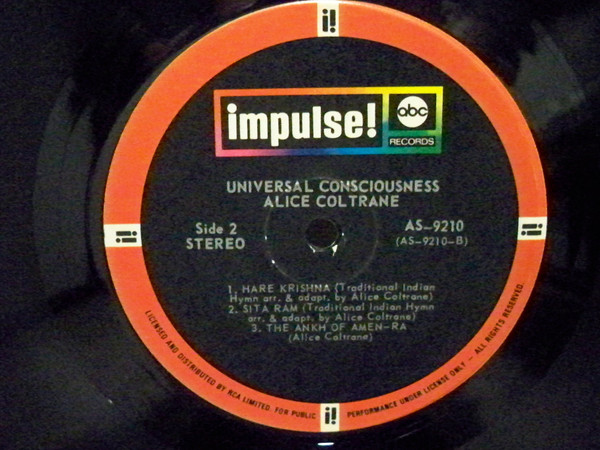 i!
impulse!
abc
RECORDS
UNIVERSAL CONSCIOUSNESS
ALICE COLTRANE
Side 2
STEREO
AS-9210
(AS-9210-B)
i!
i!
1. HARE KRISHNA (Traditional Indian
Hymn arr. & adapt. by Alice Coltrane)
2. SITA RAM (Traditional Indian Hymn
arr. & adapt. by Alice Coltrane)
3. THE ANKH OF AMEN-RA
(Alice Coltrane)
LICENSED AND DISTRIBUTED BY RCA LIMITED. FOR PUBLIC
i!
PERFORMANCE UNDER LICENSE ONLY - ALL RIGHTS RESERVED.